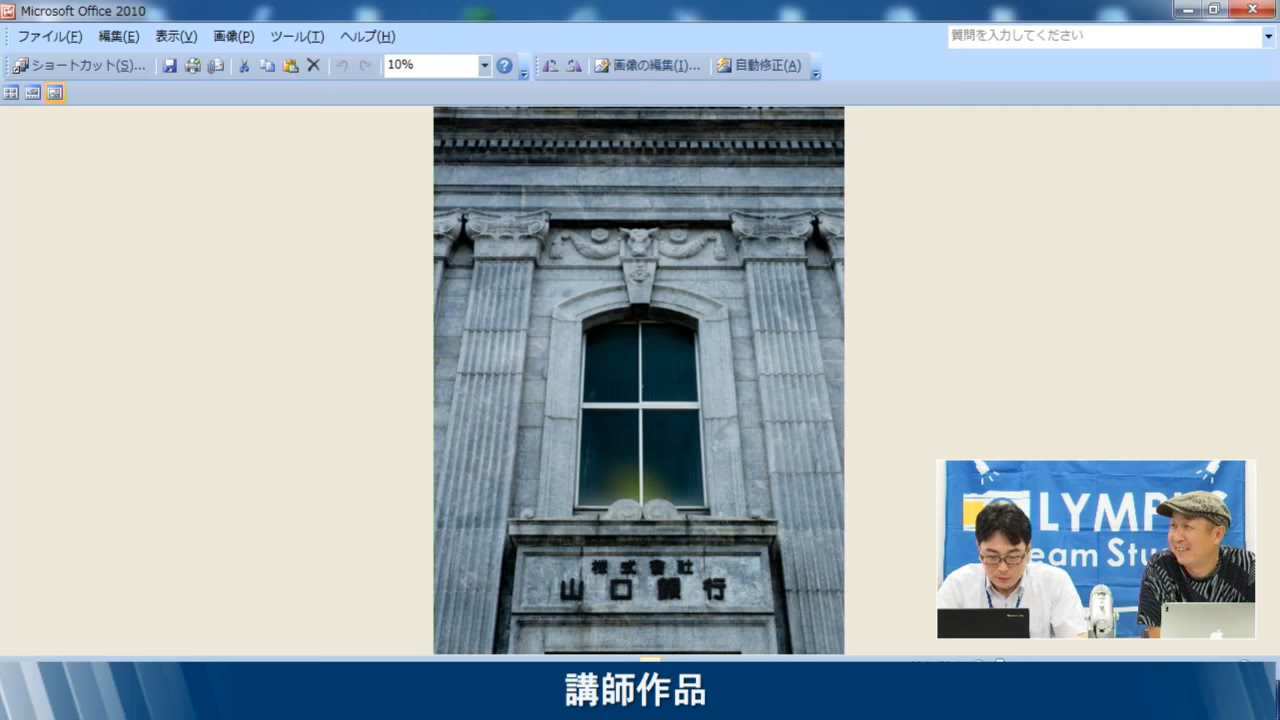 Microsoft Office 2010
ファイル(F) 編集(E) 表示(V) 画像(P) ツール(T) ヘルプ(H)
質問を入力してください
ショートカット(S)...
10%
画像の編集(I)...
自動修正(A)
株式會社
山口銀行
LYMP
eam Stu
講師作品